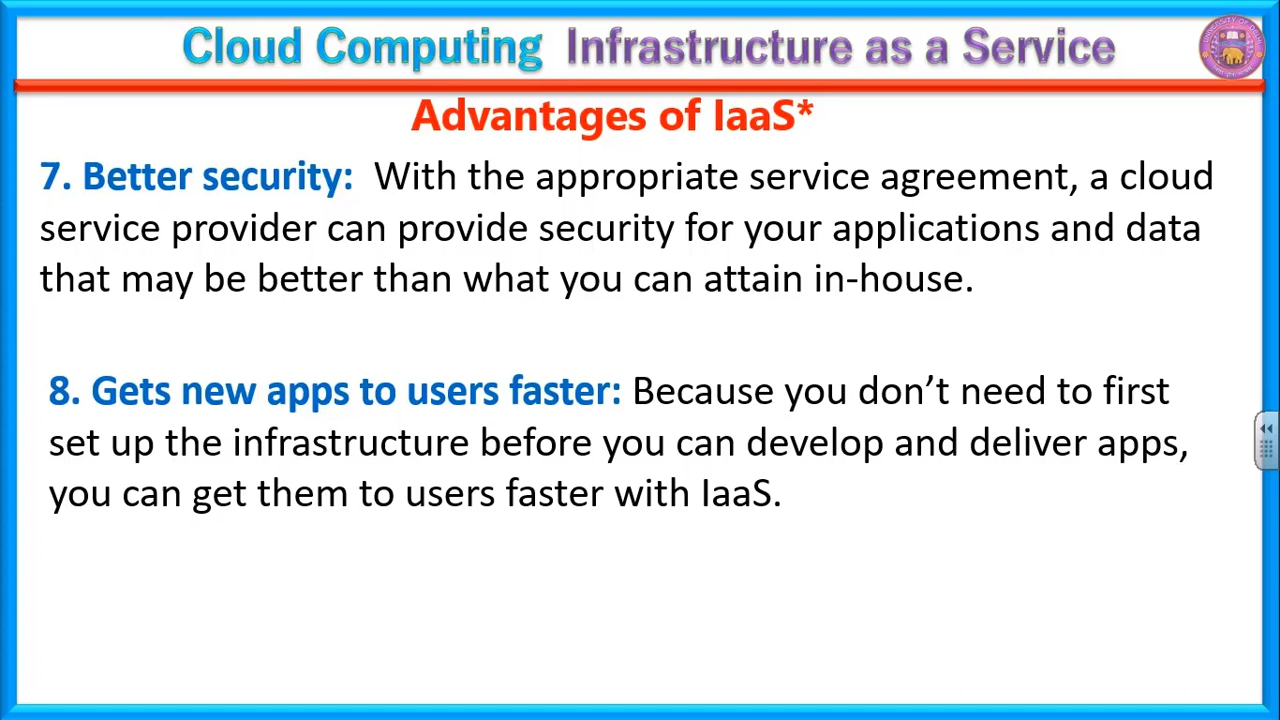 Cloud Computing Infrastructure as a Service
Advantages of IaaS*
7. Better security: With the appropriate service agreement, a cloud
service provider can provide security for your applications and data
that may be better than what you can attain in-house.
8. Gets new apps to users faster: Because you don’t need to first
set up the infrastructure before you can develop and deliver apps,
you can get them to users faster with IaaS.